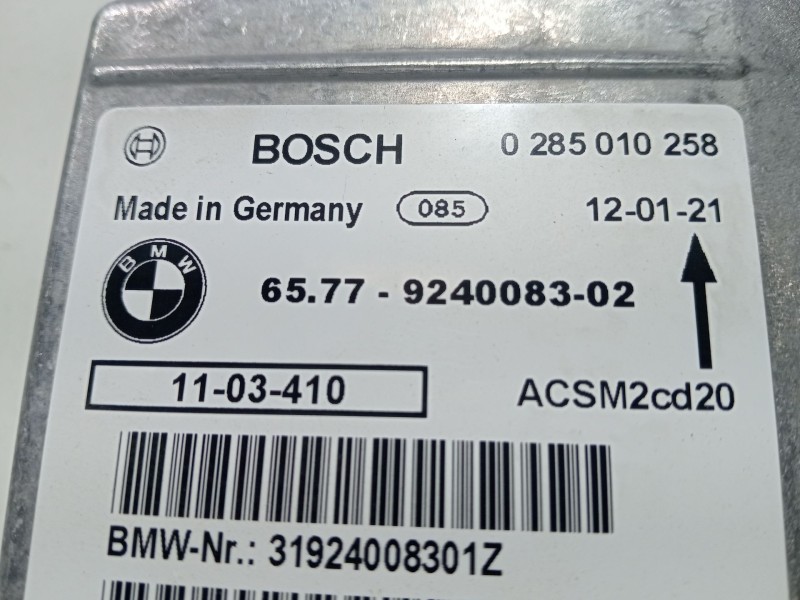 BOSCH 0 285 010 258
Made in Germany 085 12-01-21
BMW 65.77 - 9240083-02
11-03-410 ACSM2cd20
BMW-Nr.: 31924008301Z